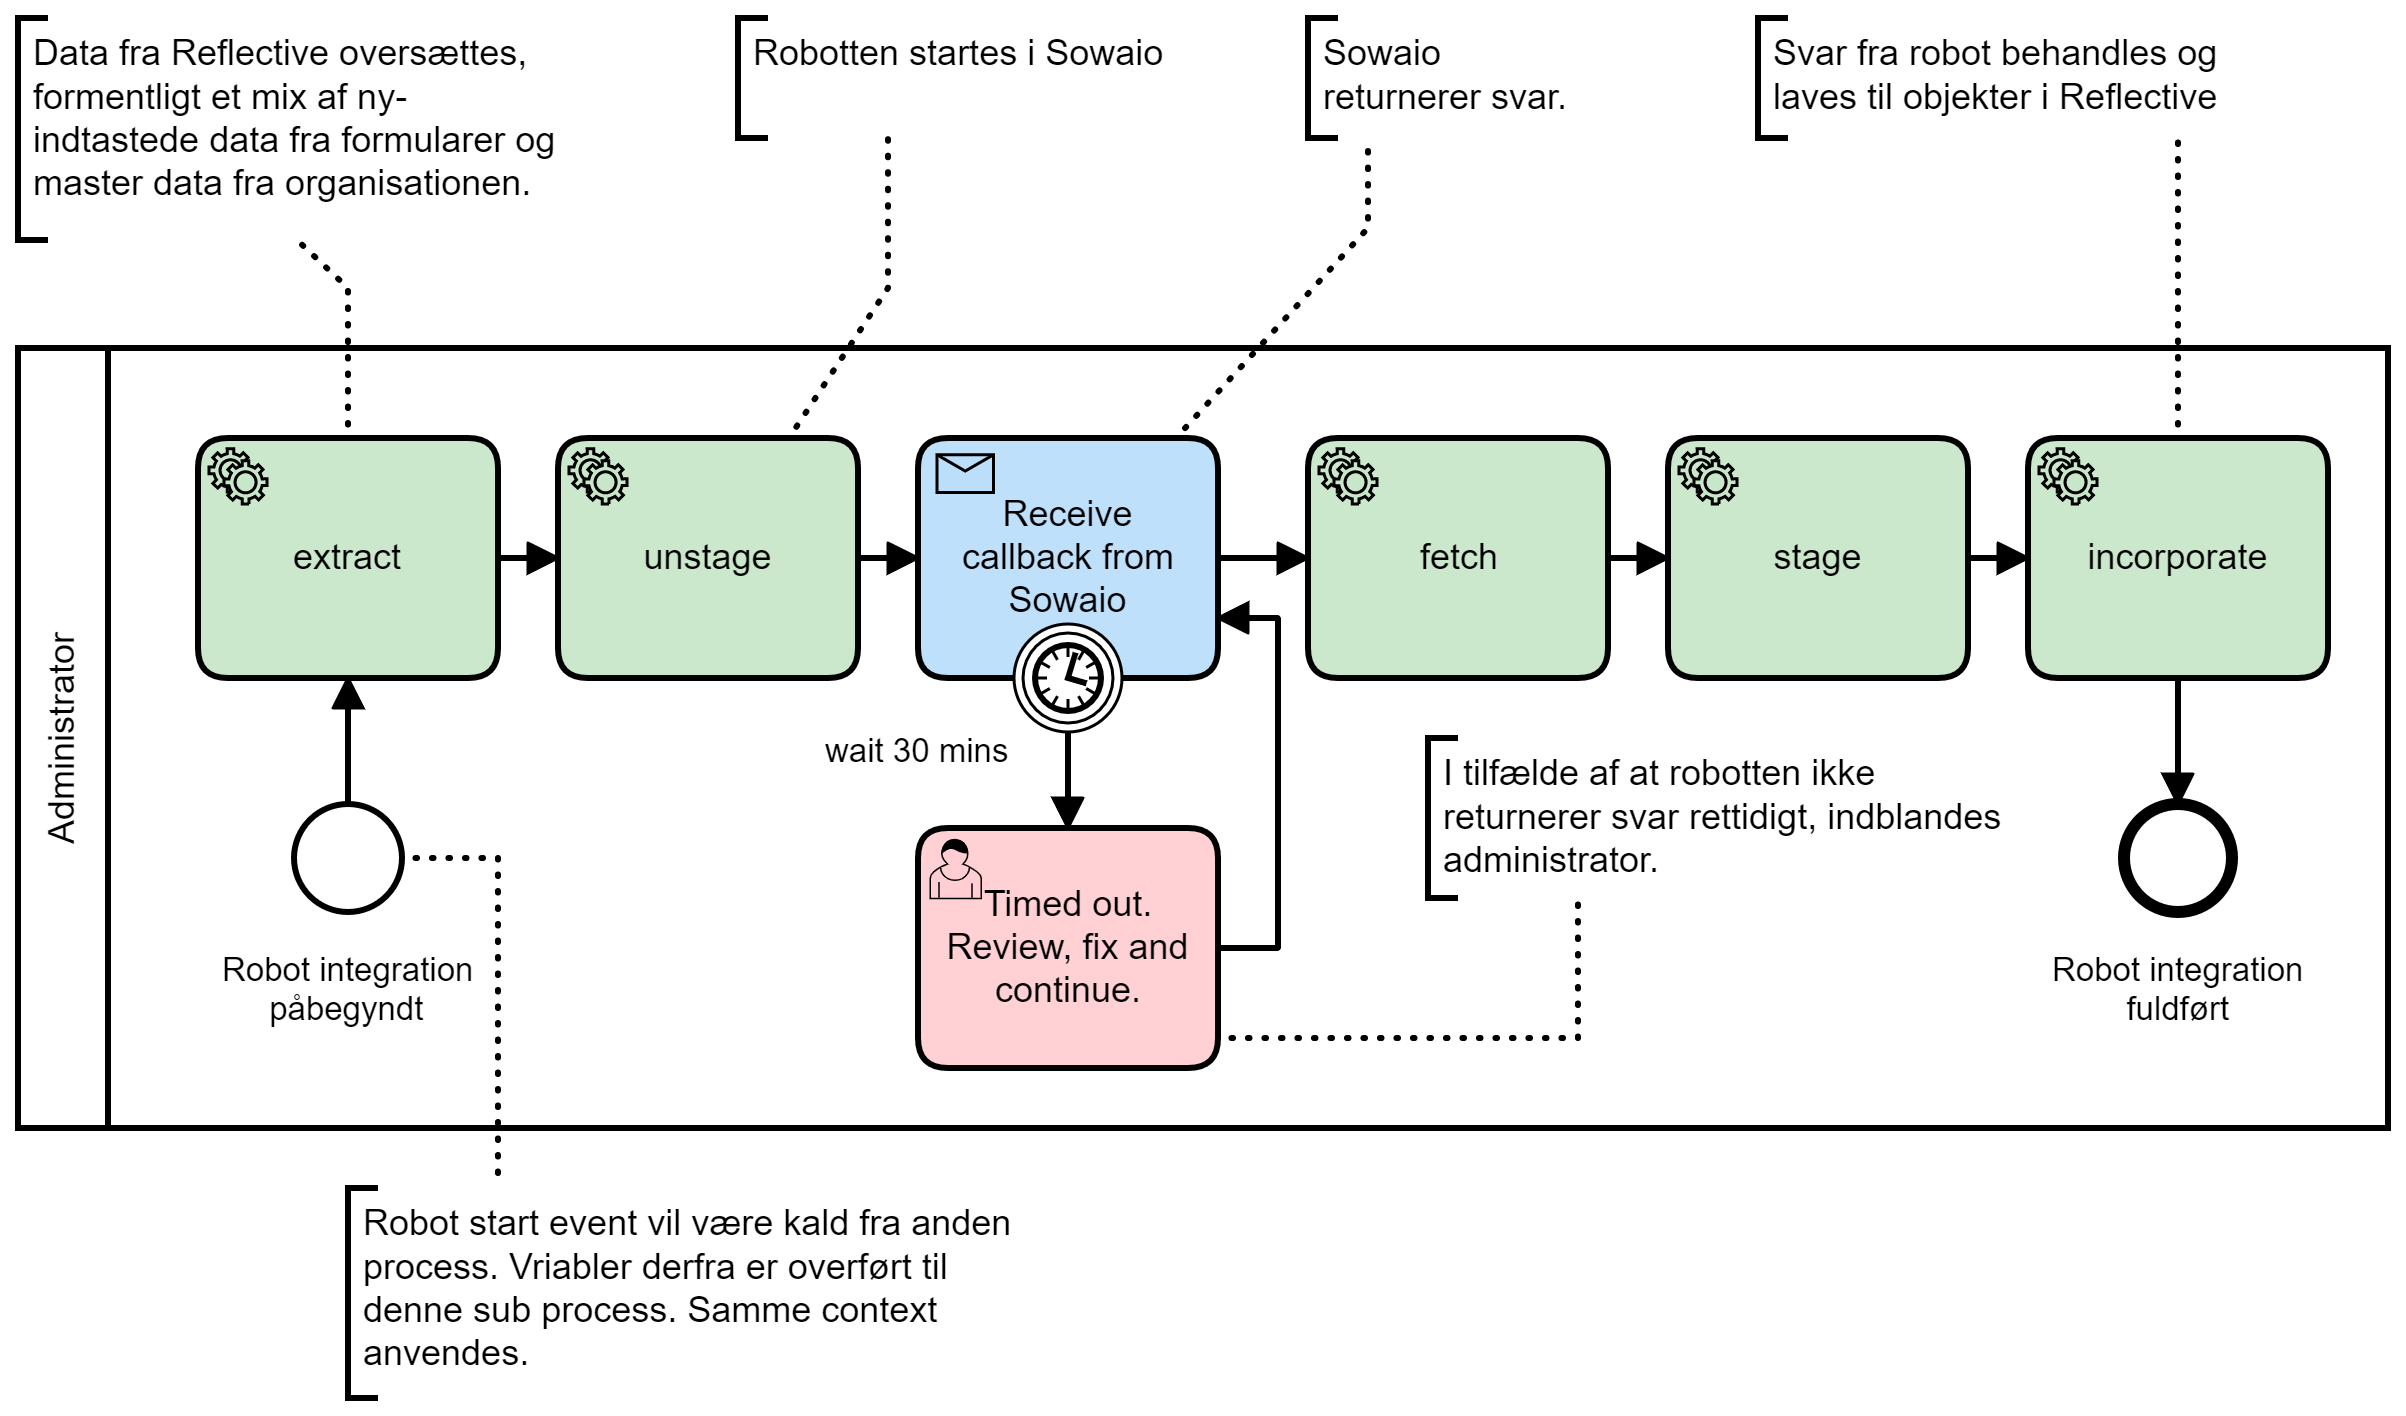 Data fra Reflective oversættes,
formentligt et mix af ny-
indtastede data fra formularer og
master data fra organisationen.
Robotten startes i Sowaio
Sowaio
returnerer svar.
Svar fra robot behandles og
laves til objekter i Reflective
Administrator
extract
unstage
Receive
callback from
Sowaio
fetch
stage
incorporate
wait 30 mins
I tilfælde af at robotten ikke
returnerer svar rettidigt, indblandes
administrator.
Timed out.
Review, fix and
continue.
Robot integration
påbegyndt
Robot integration
fuldført
Robot start event vil være kald fra anden
process. Vriabler derfra er overført til
denne sub process. Samme context
anvendes.